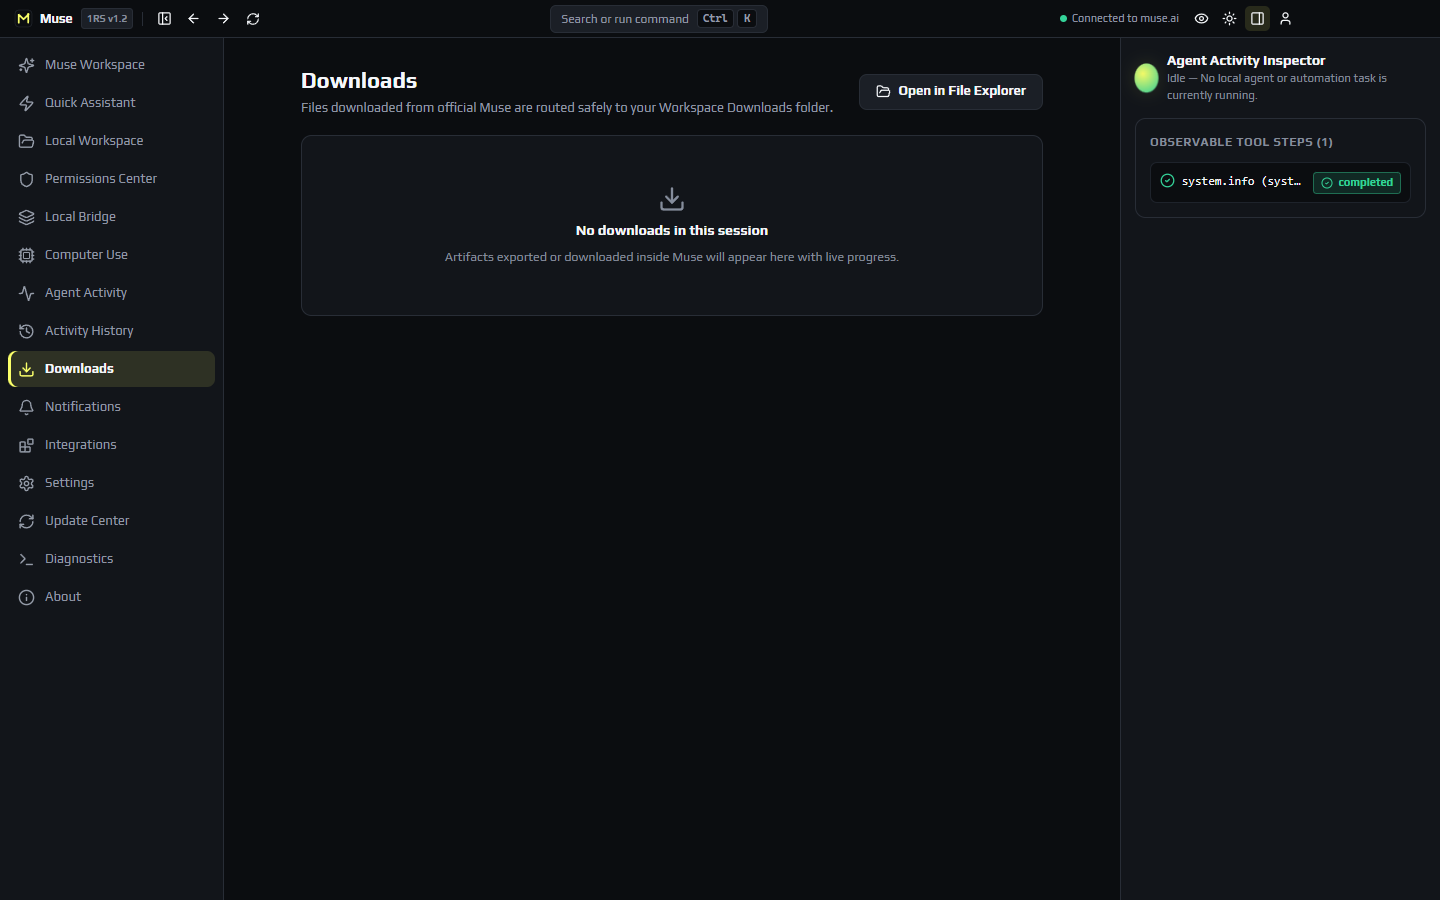 Muse 1RS v1.2
Search or run command Ctrl K
Connected to muse.ai
Muse Workspace
Quick Assistant
Local Workspace
Permissions Center
Local Bridge
Computer Use
Agent Activity
Activity History
Downloads
Notifications
Integrations
Settings
Update Center
Diagnostics
About
Downloads
Files downloaded from official Muse are routed safely to your Workspace Downloads folder.
Open in File Explorer
No downloads in this session
Artifacts exported or downloaded inside Muse will appear here with live progress.
Agent Activity Inspector
Idle — No local agent or automation task is
currently running.
OBSERVABLE TOOL STEPS (1)
system.info (syst… completed